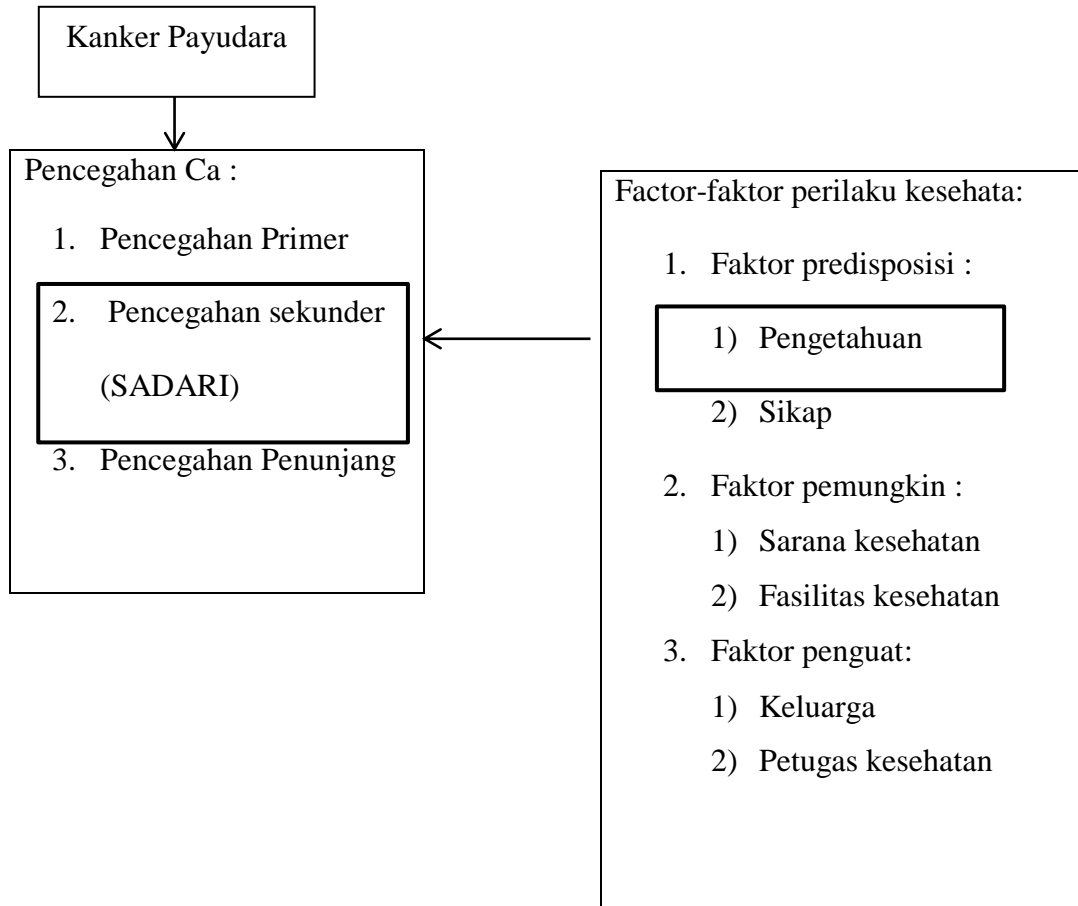 Kanker Payudara
Pencegahan Ca :
1. Pencegahan Primer
2. Pencegahan sekunder
(SADARI)
3. Pencegahan Penunjang
Factor-faktor perilaku kesehata:
1. Faktor predisposisi :
1) Pengetahuan
2) Sikap
2. Faktor pemungkin :
1) Sarana kesehatan
2) Fasilitas kesehatan
3. Faktor penguat:
1) Keluarga
2) Petugas kesehatan